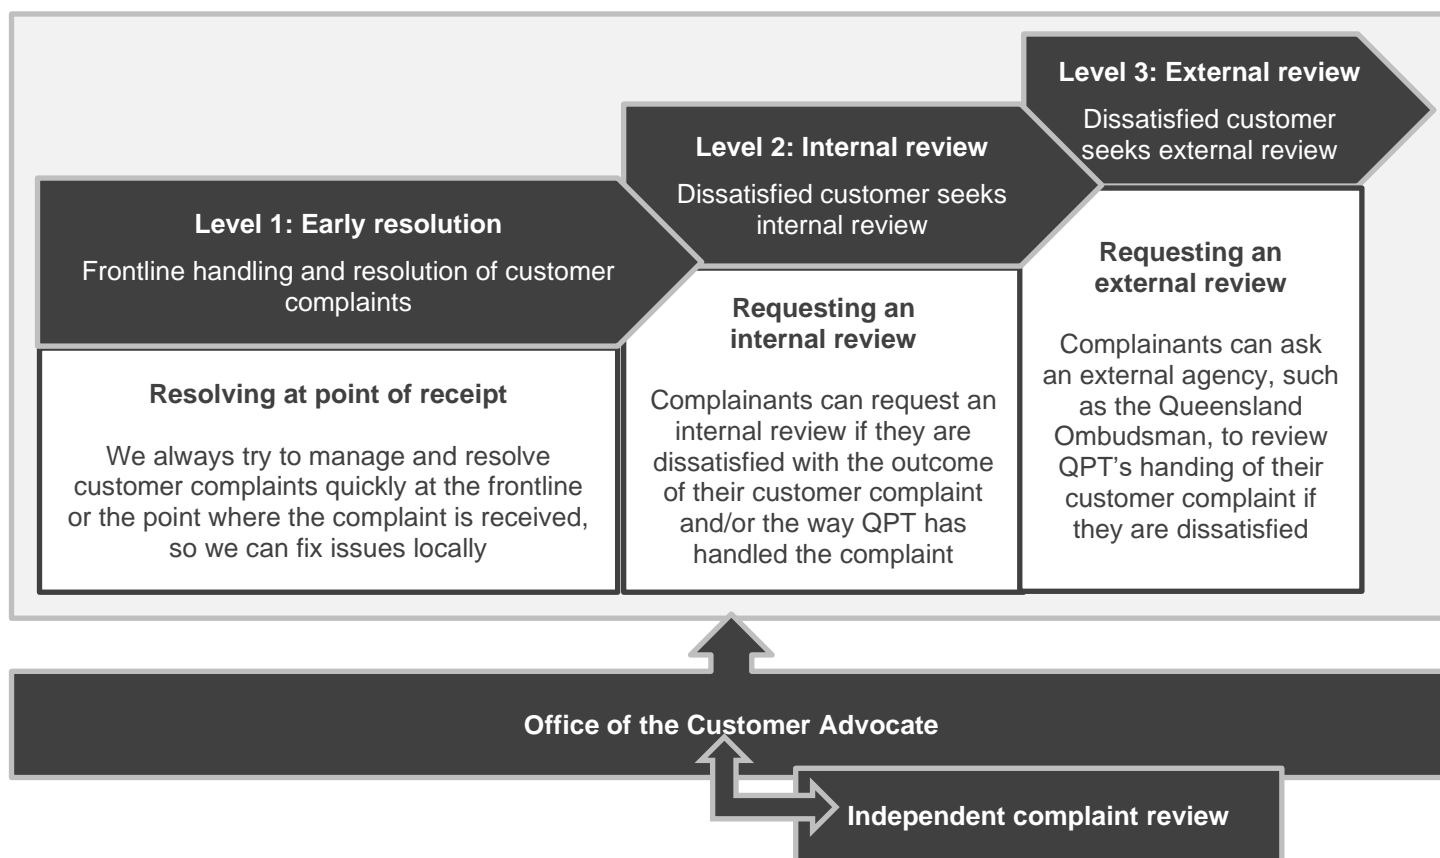 Level 1: Early resolution
Frontline handling and resolution of customer
complaints
Resolving at point of receipt
We always try to manage and resolve
customer complaints quickly at the frontline
or the point where the complaint is received,
so we can fix issues locally
Level 2: Internal review
Dissatisfied customer seeks
internal review
Requesting an
internal review
Complainants can request an
internal review if they are
dissatisfied with the outcome
of their customer complaint
and/or the way QPT has
handled the complaint
Level 3: External review
Dissatisfied customer
seeks external review
Requesting an
external review
Complainants can ask
an external agency, such
as the Queensland
Ombudsman, to review
QPT’s handing of their
customer complaint if
they are dissatisfied
Office of the Customer Advocate
Independent complaint review